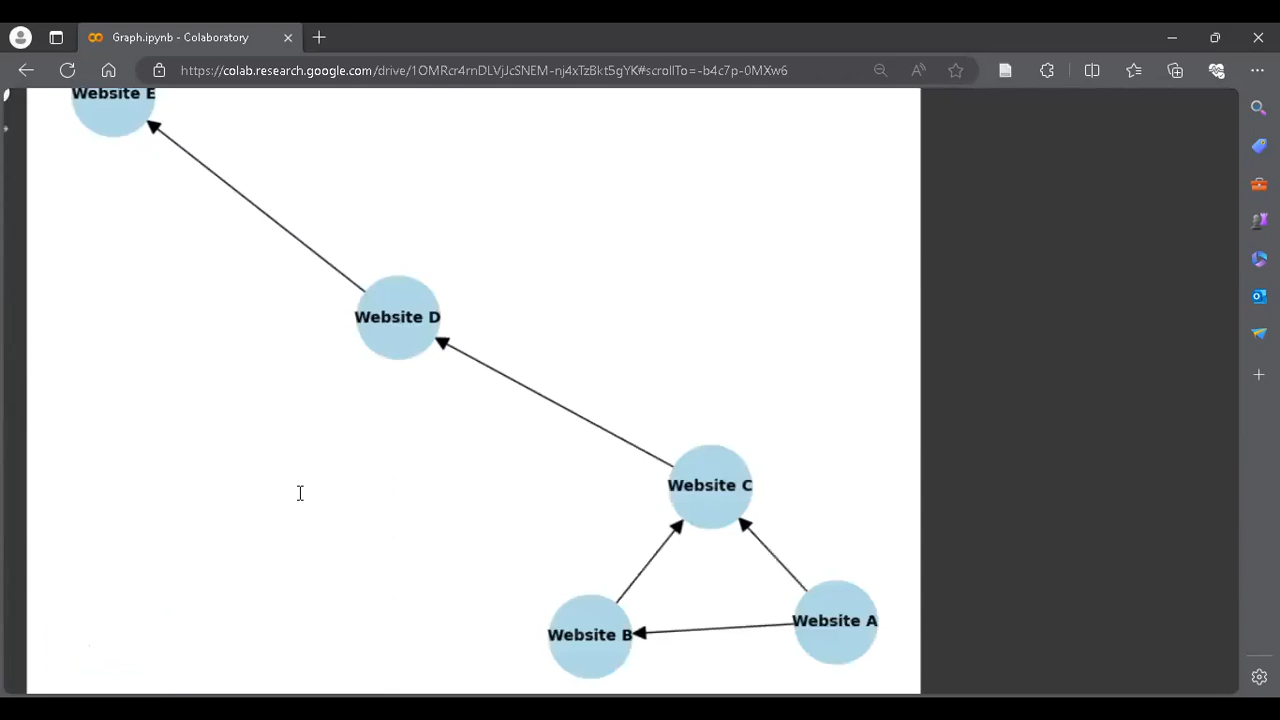 Graph.ipynb - Colaboratory
https://colab.research.google.com/drive/1OMRcr4rnDLVjJcSNEM-nj4xTzBkt5gYK#scrollTo=-b4c7p-0MXw6
Website E
Website D
Website C
Website A
Website B